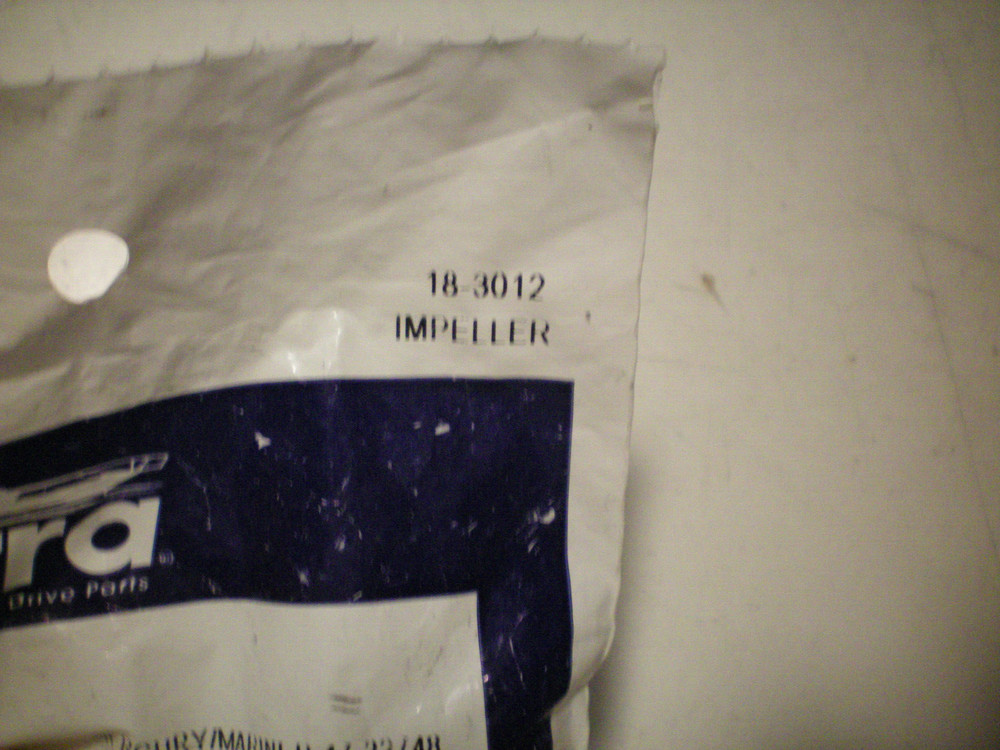 18-3012
IMPELLER
ra®
Drive Parts